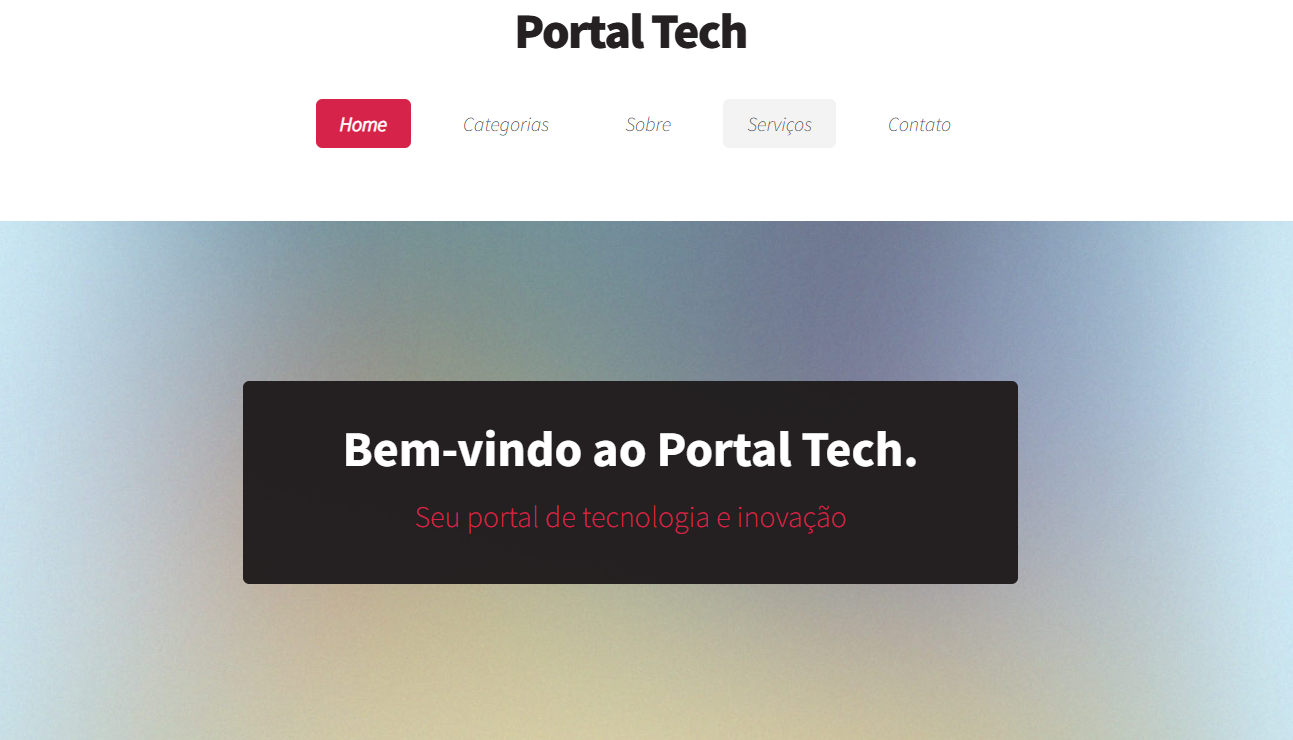 Portal Tech
Home Categorias Sobre Serviços Contato
Bem-vindo ao Portal Tech.
Seu portal de tecnologia e inovação